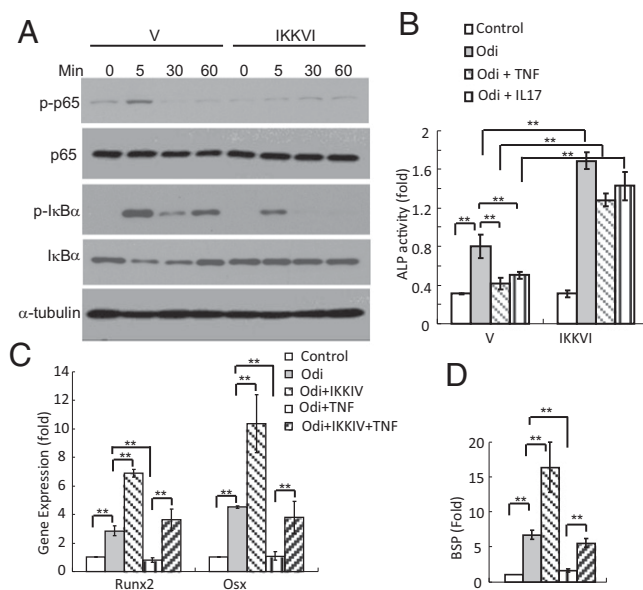 A
V IKKVI
Min 0 5 30 60 0 5 30 60
p-p65
p65
p-IκBα
IκBα
α-tubulin
B
Control
Odi
Odi + TNF
Odi + IL17
ALP activity (fold)
2
1.6
1.2
0.8
0.4
0
**
**
**
**
**
**
V IKKVI
C
Control
Odi
Odi+IKKIV
Odi+TNF
Odi+IKKIV+TNF
Gene Expression (fold)
14
12
10
8
6
4
2
0
**
**
**
**
**
**
**
**
Runx2 Osx
D
BSP (Fold)
20
15
10
5
0
**
**
**
**